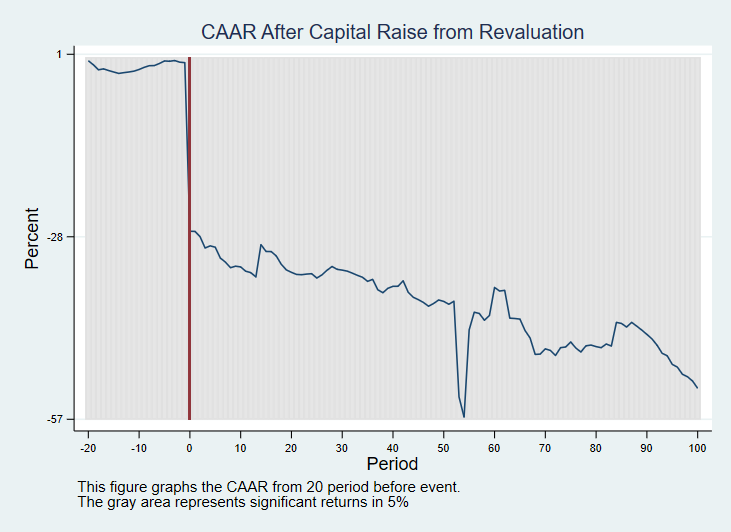 CAAR After Capital Raise from Revaluation
1
-28
-57
Percent
-20 -10 0 10 20 30 40 50 60 70 80 90 100
Period
This figure graphs the CAAR from 20 period before event.
The gray area represents significant returns in 5%